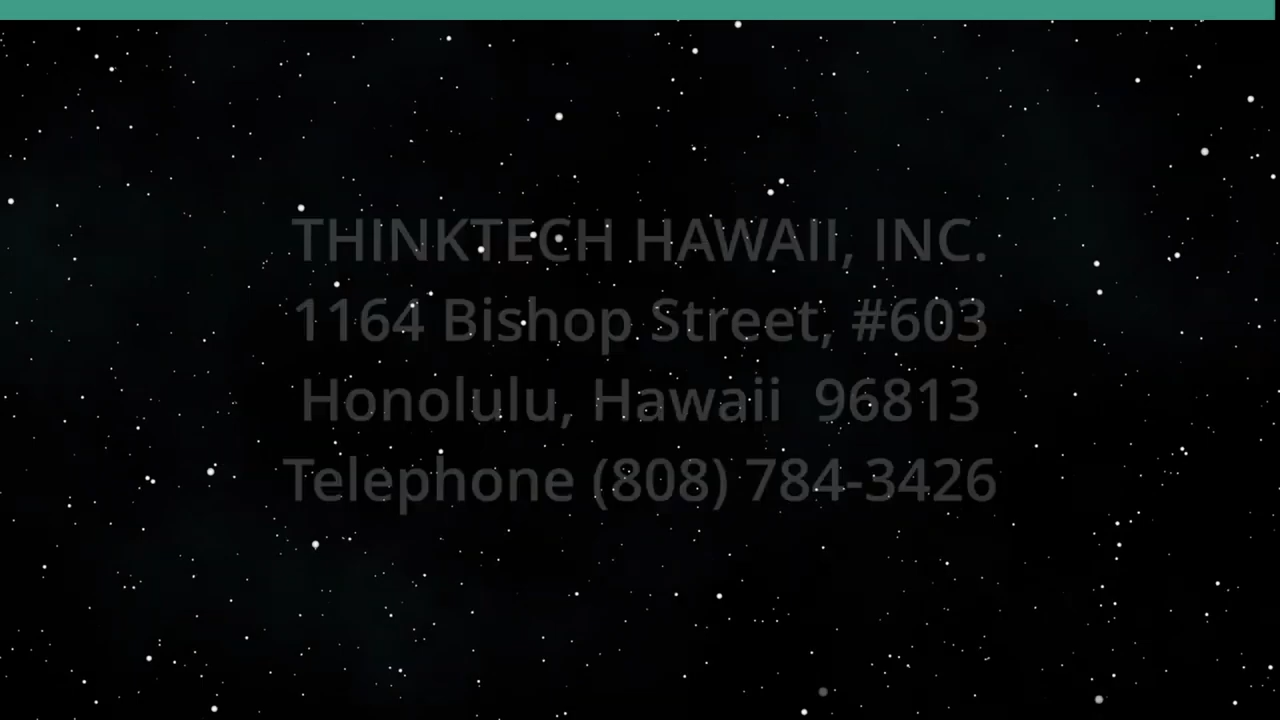 THINKTECH HAWAII, INC.
1164 Bishop Street, #603
Honolulu, Hawaii  96813
Telephone (808) 784-3426